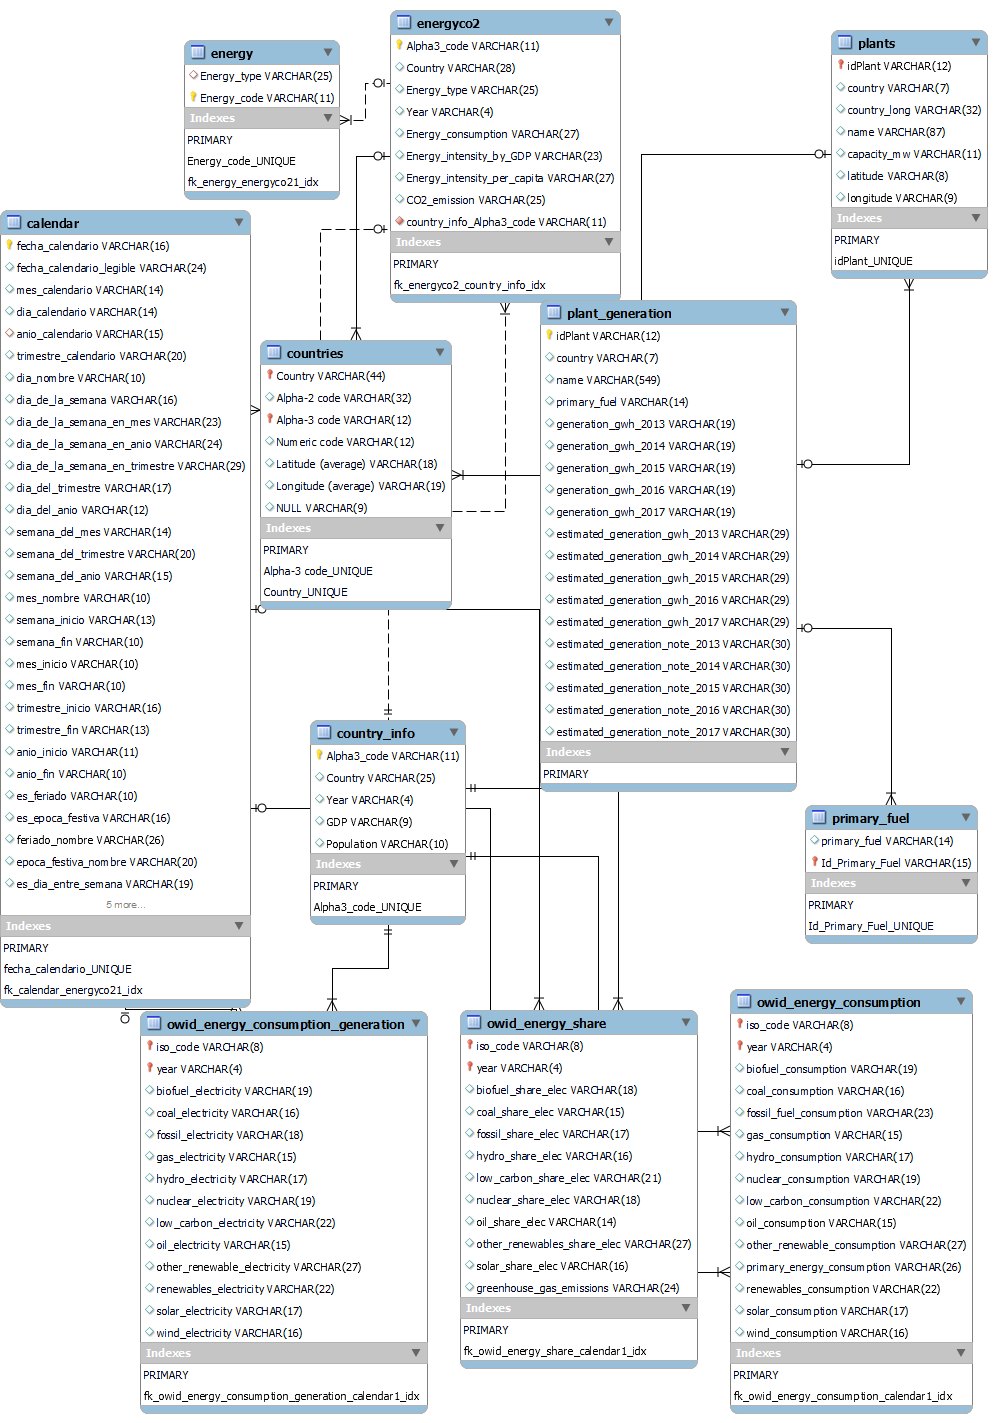 energy
Energy_type VARCHAR(25)
Energy_code VARCHAR(11)
Indexes
PRIMARY
Energy_code_UNIQUE
fk_energy_energyco21_idx
energyco2
Alpha3_code VARCHAR(11)
Country VARCHAR(28)
Energy_type VARCHAR(25)
Year VARCHAR(4)
Energy_consumption VARCHAR(27)
Energy_intensity_by_GDP VARCHAR(23)
Energy_intensity_per_capita VARCHAR(27)
CO2_emission VARCHAR(25)
country_info_Alpha3_code VARCHAR(11)
Indexes
PRIMARY
fk_energyco2_country_info_idx
plants
idPlant VARCHAR(12)
country VARCHAR(7)
country_long VARCHAR(32)
name VARCHAR(87)
capacity_mw VARCHAR(11)
latitude VARCHAR(8)
longitude VARCHAR(9)
Indexes
PRIMARY
idPlant_UNIQUE
calendar
fecha_calendario VARCHAR(16)
fecha_calendario_legible VARCHAR(24)
mes_calendario VARCHAR(14)
dia_calendario VARCHAR(14)
anio_calendario VARCHAR(15)
trimestre_calendario VARCHAR(20)
dia_nombre VARCHAR(10)
dia_de_la_semana VARCHAR(16)
dia_de_la_semana_en_mes VARCHAR(23)
dia_de_la_semana_en_anio VARCHAR(24)
dia_de_la_semana_en_trimestre VARCHAR(29)
dia_del_trimestre VARCHAR(17)
dia_del_anio VARCHAR(12)
semana_del_mes VARCHAR(14)
semana_del_trimestre VARCHAR(20)
semana_del_anio VARCHAR(15)
mes_nombre VARCHAR(10)
semana_inicio VARCHAR(13)
semana_fin VARCHAR(10)
mes_inicio VARCHAR(10)
mes_fin VARCHAR(10)
trimestre_inicio VARCHAR(16)
trimestre_fin VARCHAR(13)
anio_inicio VARCHAR(11)
anio_fin VARCHAR(10)
es_feriado VARCHAR(10)
es_epoca_festiva VARCHAR(16)
feriado_nombre VARCHAR(26)
epoca_festiva_nombre VARCHAR(20)
es_dia_entre_semana VARCHAR(19)
5 more...
Indexes
PRIMARY
fecha_calendario_UNIQUE
fk_calendar_energyco21_idx
countries
Country VARCHAR(44)
Alpha-2 code VARCHAR(32)
Alpha-3 code VARCHAR(12)
Numeric code VARCHAR(12)
Latitude (average) VARCHAR(18)
Longitude (average) VARCHAR(19)
NULL VARCHAR(9)
Indexes
PRIMARY
Alpha-3 code_UNIQUE
Country_UNIQUE
plant_generation
idPlant VARCHAR(12)
country VARCHAR(7)
name VARCHAR(549)
primary_fuel VARCHAR(14)
generation_gwh_2013 VARCHAR(19)
generation_gwh_2014 VARCHAR(19)
generation_gwh_2015 VARCHAR(19)
generation_gwh_2016 VARCHAR(19)
generation_gwh_2017 VARCHAR(19)
estimated_generation_gwh_2013 VARCHAR(29)
estimated_generation_gwh_2014 VARCHAR(29)
estimated_generation_gwh_2015 VARCHAR(29)
estimated_generation_gwh_2016 VARCHAR(29)
estimated_generation_gwh_2017 VARCHAR(29)
estimated_generation_note_2013 VARCHAR(30)
estimated_generation_note_2014 VARCHAR(30)
estimated_generation_note_2015 VARCHAR(30)
estimated_generation_note_2016 VARCHAR(30)
estimated_generation_note_2017 VARCHAR(30)
Indexes
PRIMARY
country_info
Alpha3_code VARCHAR(11)
Country VARCHAR(25)
Year VARCHAR(4)
GDP VARCHAR(9)
Population VARCHAR(10)
Indexes
PRIMARY
Alpha3_code_UNIQUE
primary_fuel
primary_fuel VARCHAR(14)
Id_Primary_Fuel VARCHAR(15)
Indexes
PRIMARY
Id_Primary_Fuel_UNIQUE
owid_energy_consumption_generation
iso_code VARCHAR(8)
year VARCHAR(4)
biofuel_electricity VARCHAR(19)
coal_electricity VARCHAR(16)
fossil_electricity VARCHAR(18)
gas_electricity VARCHAR(15)
hydro_electricity VARCHAR(17)
nuclear_electricity VARCHAR(19)
low_carbon_electricity VARCHAR(22)
oil_electricity VARCHAR(15)
other_renewable_electricity VARCHAR(27)
renewables_electricity VARCHAR(22)
solar_electricity VARCHAR(17)
wind_electricity VARCHAR(16)
Indexes
PRIMARY
fk_owid_energy_consumption_generation_calendar1_idx
owid_energy_share
iso_code VARCHAR(8)
year VARCHAR(4)
biofuel_share_elec VARCHAR(18)
coal_share_elec VARCHAR(15)
fossil_share_elec VARCHAR(17)
hydro_share_elec VARCHAR(16)
low_carbon_share_elec VARCHAR(21)
nuclear_share_elec VARCHAR(18)
oil_share_elec VARCHAR(14)
other_renewables_share_elec VARCHAR(27)
solar_share_elec VARCHAR(16)
greenhouse_gas_emissions VARCHAR(24)
Indexes
PRIMARY
fk_owid_energy_share_calendar1_idx
owid_energy_consumption
iso_code VARCHAR(8)
year VARCHAR(4)
biofuel_consumption VARCHAR(19)
coal_consumption VARCHAR(16)
fossil_fuel_consumption VARCHAR(23)
gas_consumption VARCHAR(15)
hydro_consumption VARCHAR(17)
nuclear_consumption VARCHAR(19)
low_carbon_consumption VARCHAR(22)
oil_consumption VARCHAR(15)
other_renewable_consumption VARCHAR(27)
primary_energy_consumption VARCHAR(26)
renewables_consumption VARCHAR(22)
solar_consumption VARCHAR(17)
wind_consumption VARCHAR(16)
Indexes
PRIMARY
fk_owid_energy_consumption_calendar1_idx